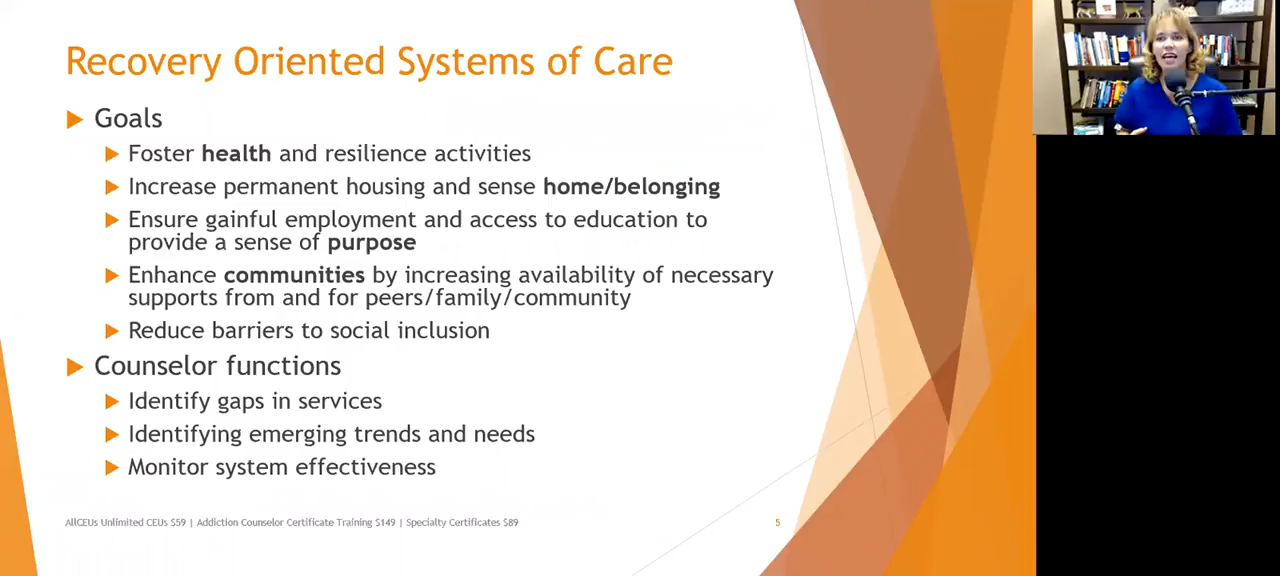 Recovery Oriented Systems of Care
Goals
Foster health and resilience activities
Increase permanent housing and sense home/belonging
Ensure gainful employment and access to education to
provide a sense of purpose
Enhance communities by increasing availability of necessary
supports from and for peers/family/community
Reduce barriers to social inclusion
Counselor functions
Identify gaps in services
Identifying emerging trends and needs
Monitor system effectiveness
AllCEUs Unlimited CEUs $59 | Addiction Counselor Certificate Training $149 | Specialty Certificates $89
5